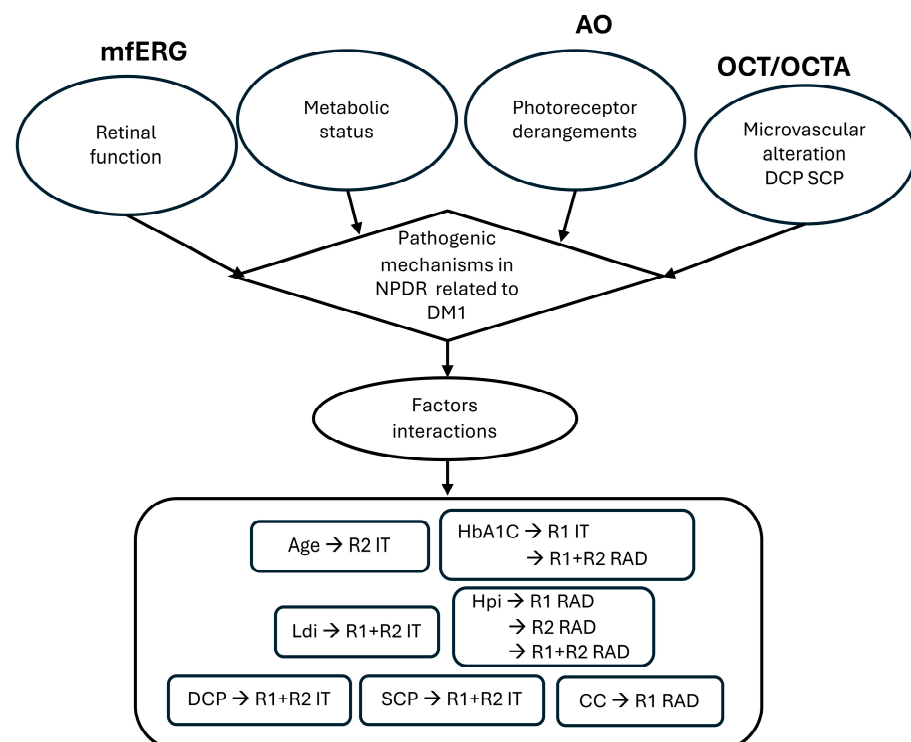 mfERG
AO
OCT/OCTA
Retinal
function
Metabolic
status
Photoreceptor
derangements
Microvascular
alteration
DCP SCP
Pathogenic
mechanisms in
NPDR related to
DM1
Factors
interactions
Age → R2 IT
HbA1C → R1 IT
→ R1+R2 RAD
Ldi → R1+R2 IT
Hpi → R1 RAD
→ R2 RAD
→ R1+R2 RAD
DCP → R1+R2 IT
SCP → R1+R2 IT
CC → R1 RAD